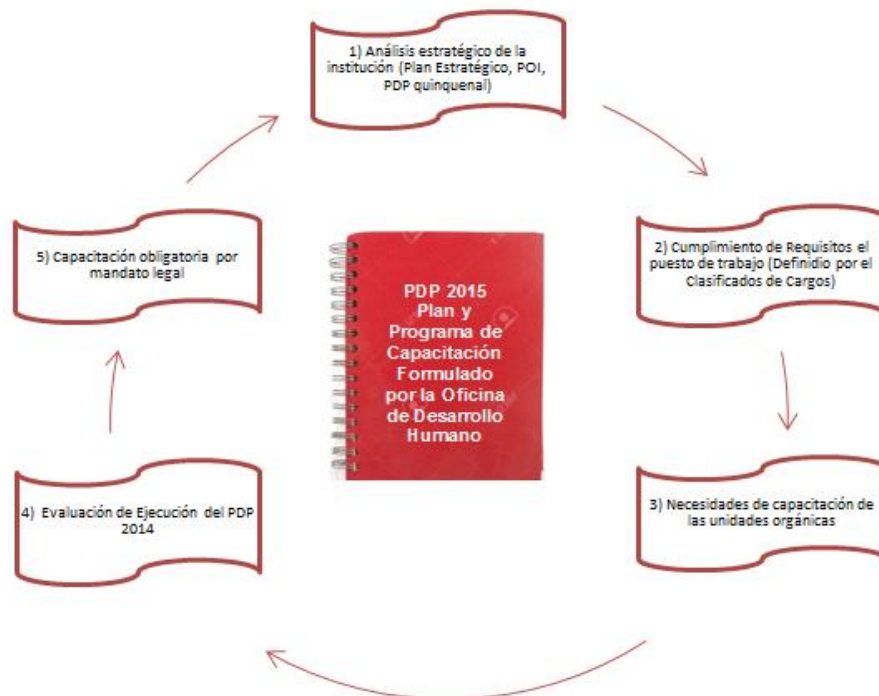 1) Análisis estratégico de la
institución (Plan Estratégico, POI,
PDP quinquenal)
2) Cumplimiento de Requisitos el
puesto de trabajo (Definidio por el
Clasificados de Cargos)
3) Necesidades de capacitación de
las unidades orgánicas
4) Evaluación de Ejecución del PDP
2014
5) Capacitación obligatoria por
mandato legal
PDP 2015
Plan y
Programa de
Capacitación
Formulado
por la Oficina
de Desarrollo
Humano